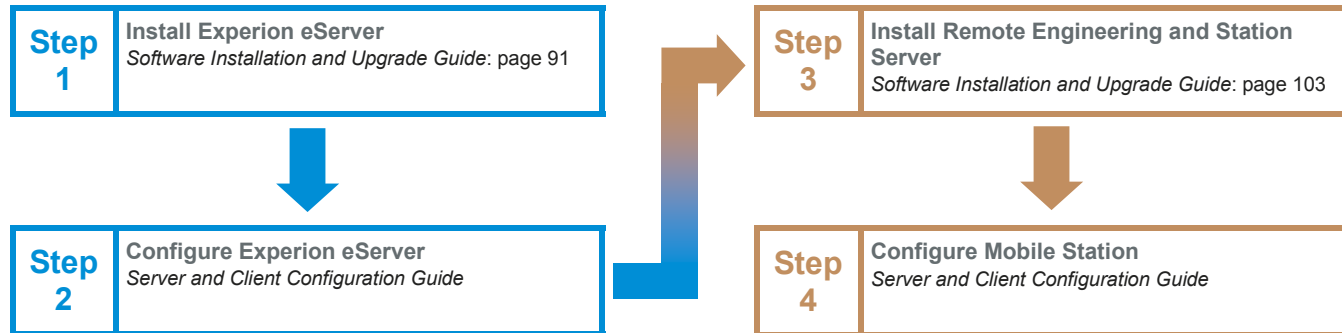 Step
1
Install Experion eServer
Software Installation and Upgrade Guide: page 91
Step
2
Configure Experion eServer
Server and Client Configuration Guide
Step
3
Install Remote Engineering and Station
Server
Software Installation and Upgrade Guide: page 103
Step
4
Configure Mobile Station
Server and Client Configuration Guide